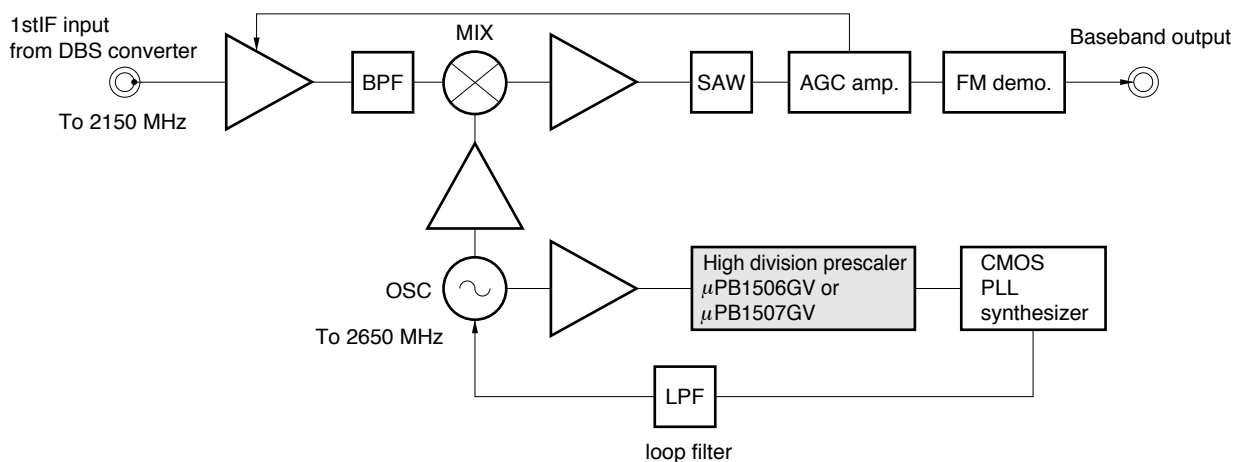 1stIF input
from DBS converter
To 2150 MHz
BPF
MIX
SAW
AGC amp.
FM demo.
Baseband output
OSC
To 2650 MHz
High division prescaler
μPB1506GV or
μPB1507GV
CMOS
PLL
synthesizer
LPF
loop filter